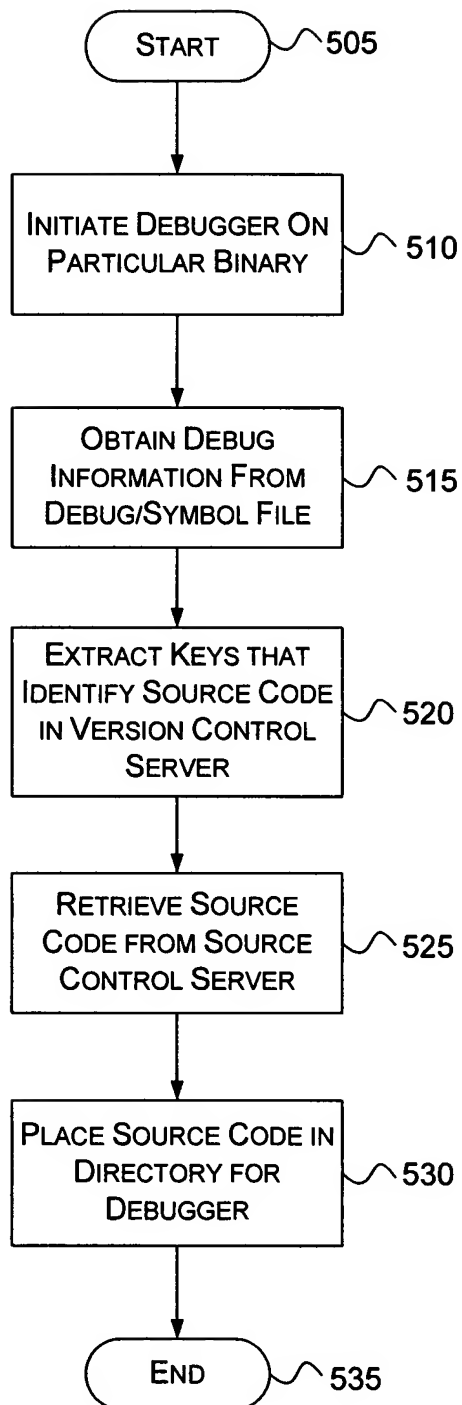 START
505
INITIATE DEBUGGER ON
PARTICULAR BINARY
510
OBTAIN DEBUG
INFORMATION FROM
DEBUG/SYMBOL FILE
515
EXTRACT KEYS THAT
IDENTIFY SOURCE CODE
IN VERSION CONTROL
SERVER
520
RETRIEVE SOURCE
CODE FROM SOURCE
CONTROL SERVER
525
PLACE SOURCE CODE IN
DIRECTORY FOR
DEBUGGER
530
END
535